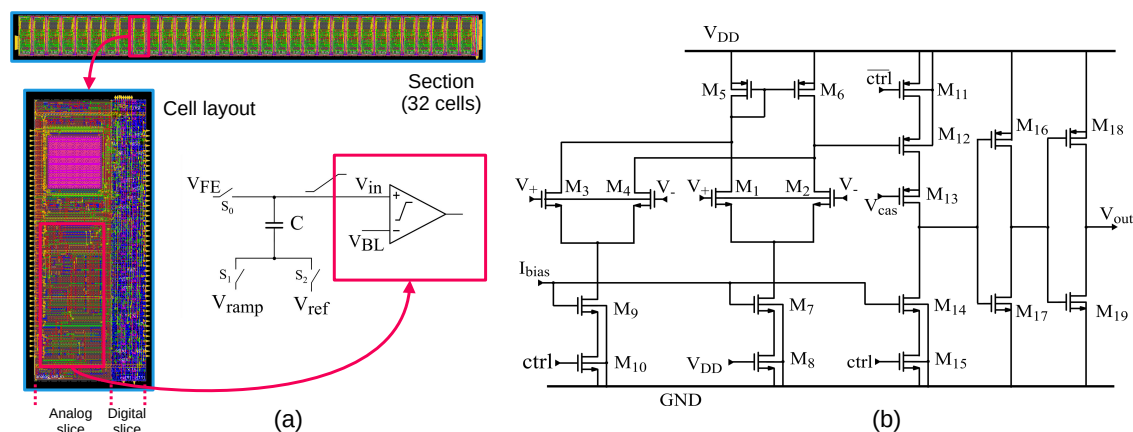 Section
(32 cells)
Cell layout
V_FE
S_0
V_in
+
C
V_BL
−
S_1
S_2
V_ramp
V_ref
Analog
slice
Digital
slice
(a)
V_DD
M_5
M_6
c̅t̅r̅l̅
M_11
M_12
M_16
M_18
V_+
M_3
M_4
V_-
V_+
M_1
M_2
V_-
M_13
V_cas
V_out
I_bias
M_9
M_7
M_14
M_17
M_19
ctrl
M_10
V_DD
M_8
ctrl
M_15
GND
(b)